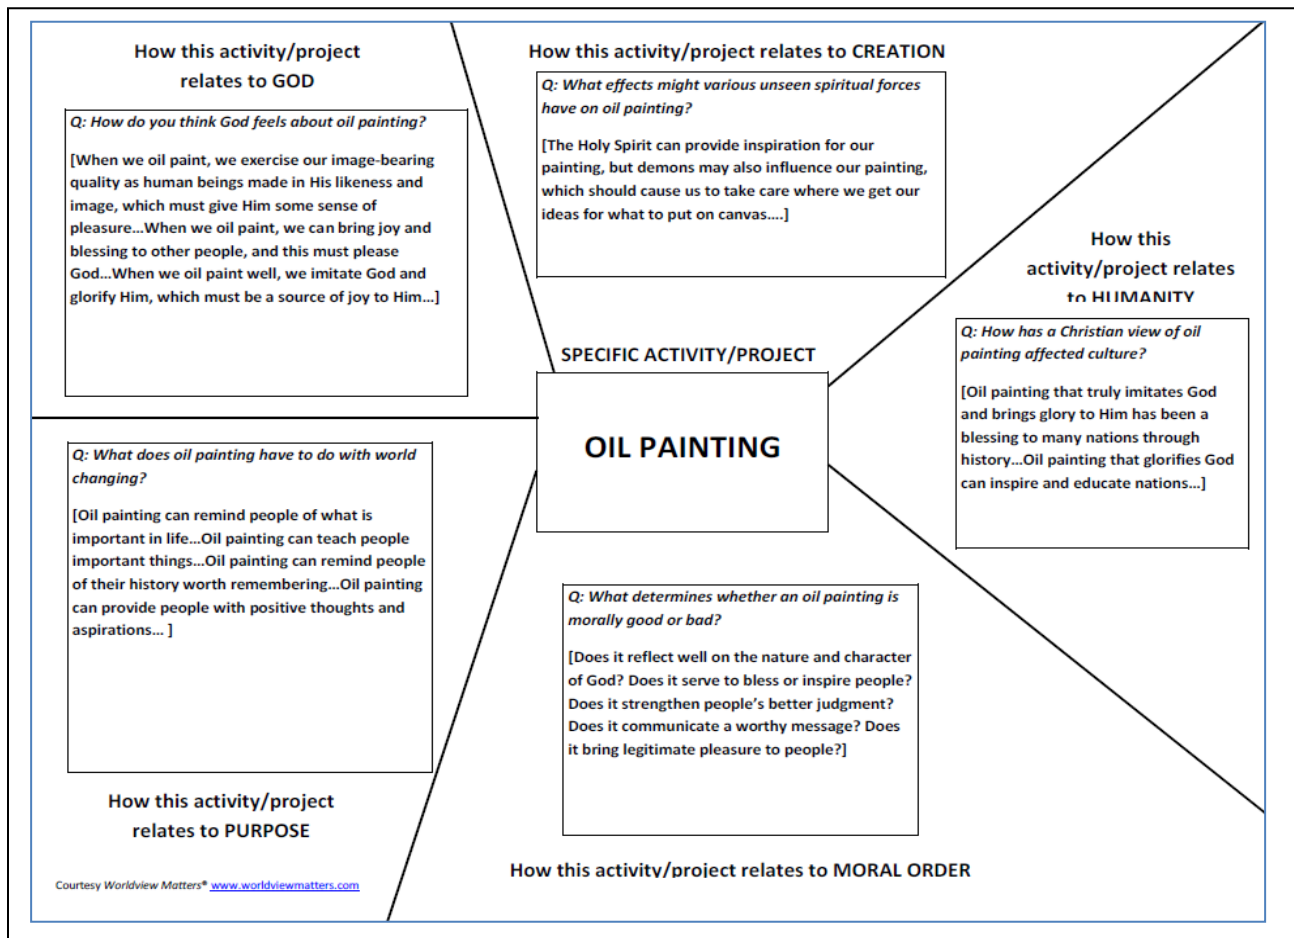 How this activity/project
relates to GOD
Q: How do you think God feels about oil painting?
[When we oil paint, we exercise our image-bearing
quality as human beings made in His likeness and
image, which must give Him some sense of
pleasure…When we oil paint, we can bring joy and
blessing to other people, and this must please
God…When we oil paint well, we imitate God and
glorify Him, which must be a source of joy to Him…]
How this activity/project relates to CREATION
Q: What effects might various unseen spiritual forces
have on oil painting?
[The Holy Spirit can provide inspiration for our
painting, but demons may also influence our painting,
which should cause us to take care where we get our
ideas for what to put on canvas….]
How this
activity/project relates
to HUMANITY
Q: How has a Christian view of oil
painting affected culture?
[Oil painting that truly imitates God
and brings glory to Him has been a
blessing to many nations through
history…Oil painting that glorifies God
can inspire and educate nations…]
SPECIFIC ACTIVITY/PROJECT
OIL PAINTING
Q: What does oil painting have to do with world
changing?
[Oil painting can remind people of what is
important in life…Oil painting can teach people
important things…Oil painting can remind people
of their history worth remembering…Oil painting
can provide people with positive thoughts and
aspirations… ]
How this activity/project
relates to PURPOSE
Q: What determines whether an oil painting is
morally good or bad?
[Does it reflect well on the nature and character
of God? Does it serve to bless or inspire people?
Does it strengthen people's better judgment?
Does it communicate a worthy message? Does
it bring legitimate pleasure to people?]
How this activity/project relates to MORAL ORDER
Courtesy Worldview Matters® www.worldviewmatters.com